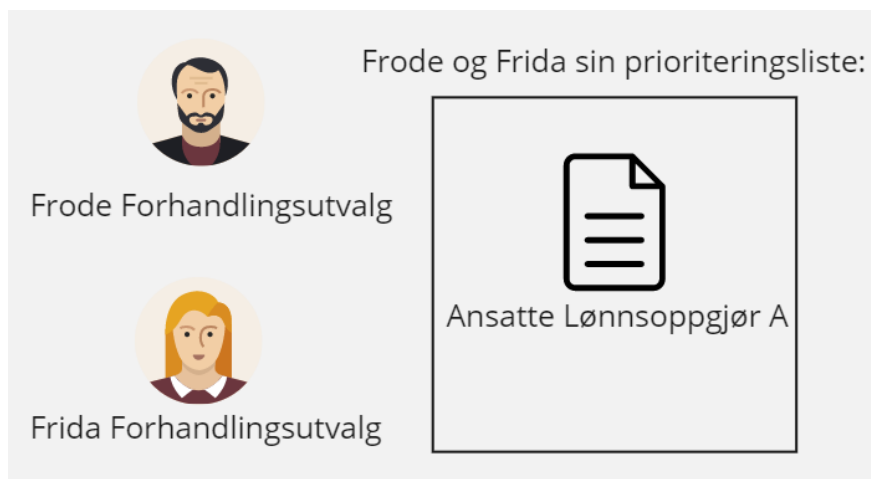 Frode og Frida sin prioriteringsliste:
Frode Forhandlingsutvalg
Ansatte Lønnsoppgjør A
Frida Forhandlingsutvalg